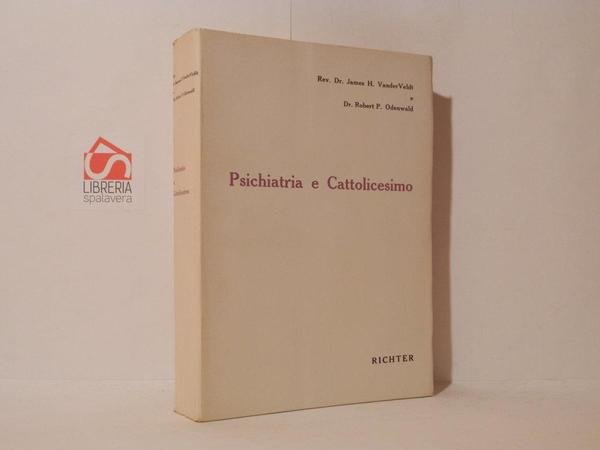 Rev. Dr. James H. VanderVeldt
e
Dr. Robert P. Odenwald
Psichiatria e Cattolicesimo
RICHTER
LIBRERIA
spalavera